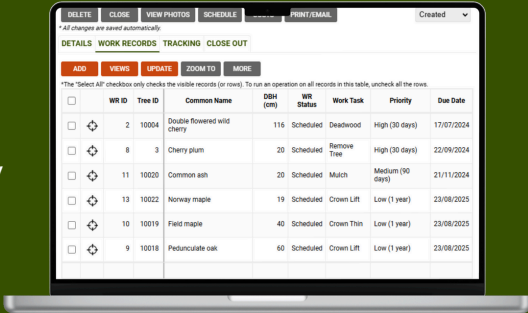 DELETE CLOSE VIEW PHOTOS SCHEDULE PRINT/EMAIL Created
* All changes are saved automatically.
DETAILS WORK RECORDS TRACKING CLOSE OUT
ADD VIEWS UPDATE ZOOM TO MORE
*The "Select All" checkbox only checks the visible records (or rows). To run an operation on all records in this table, uncheck all the rows.
WR ID Tree ID Common Name DBH (cm) WR Status Work Task Priority Due Date
2 10004 Double flowered wild cherry 116 Scheduled Deadwood High (30 days) 17/07/2024
8 3 Cherry plum 20 Scheduled Remove Tree High (30 days) 22/09/2024
11 10020 Common ash 20 Scheduled Mulch Medium (90 days) 21/11/2024
13 10022 Norway maple 19 Scheduled Crown Lift Low (1 year) 23/08/2025
10 10019 Field maple 40 Scheduled Crown Thin Low (1 year) 23/08/2025
9 10018 Pedunculate oak 60 Scheduled Crown Lift Low (1 year) 23/08/2025